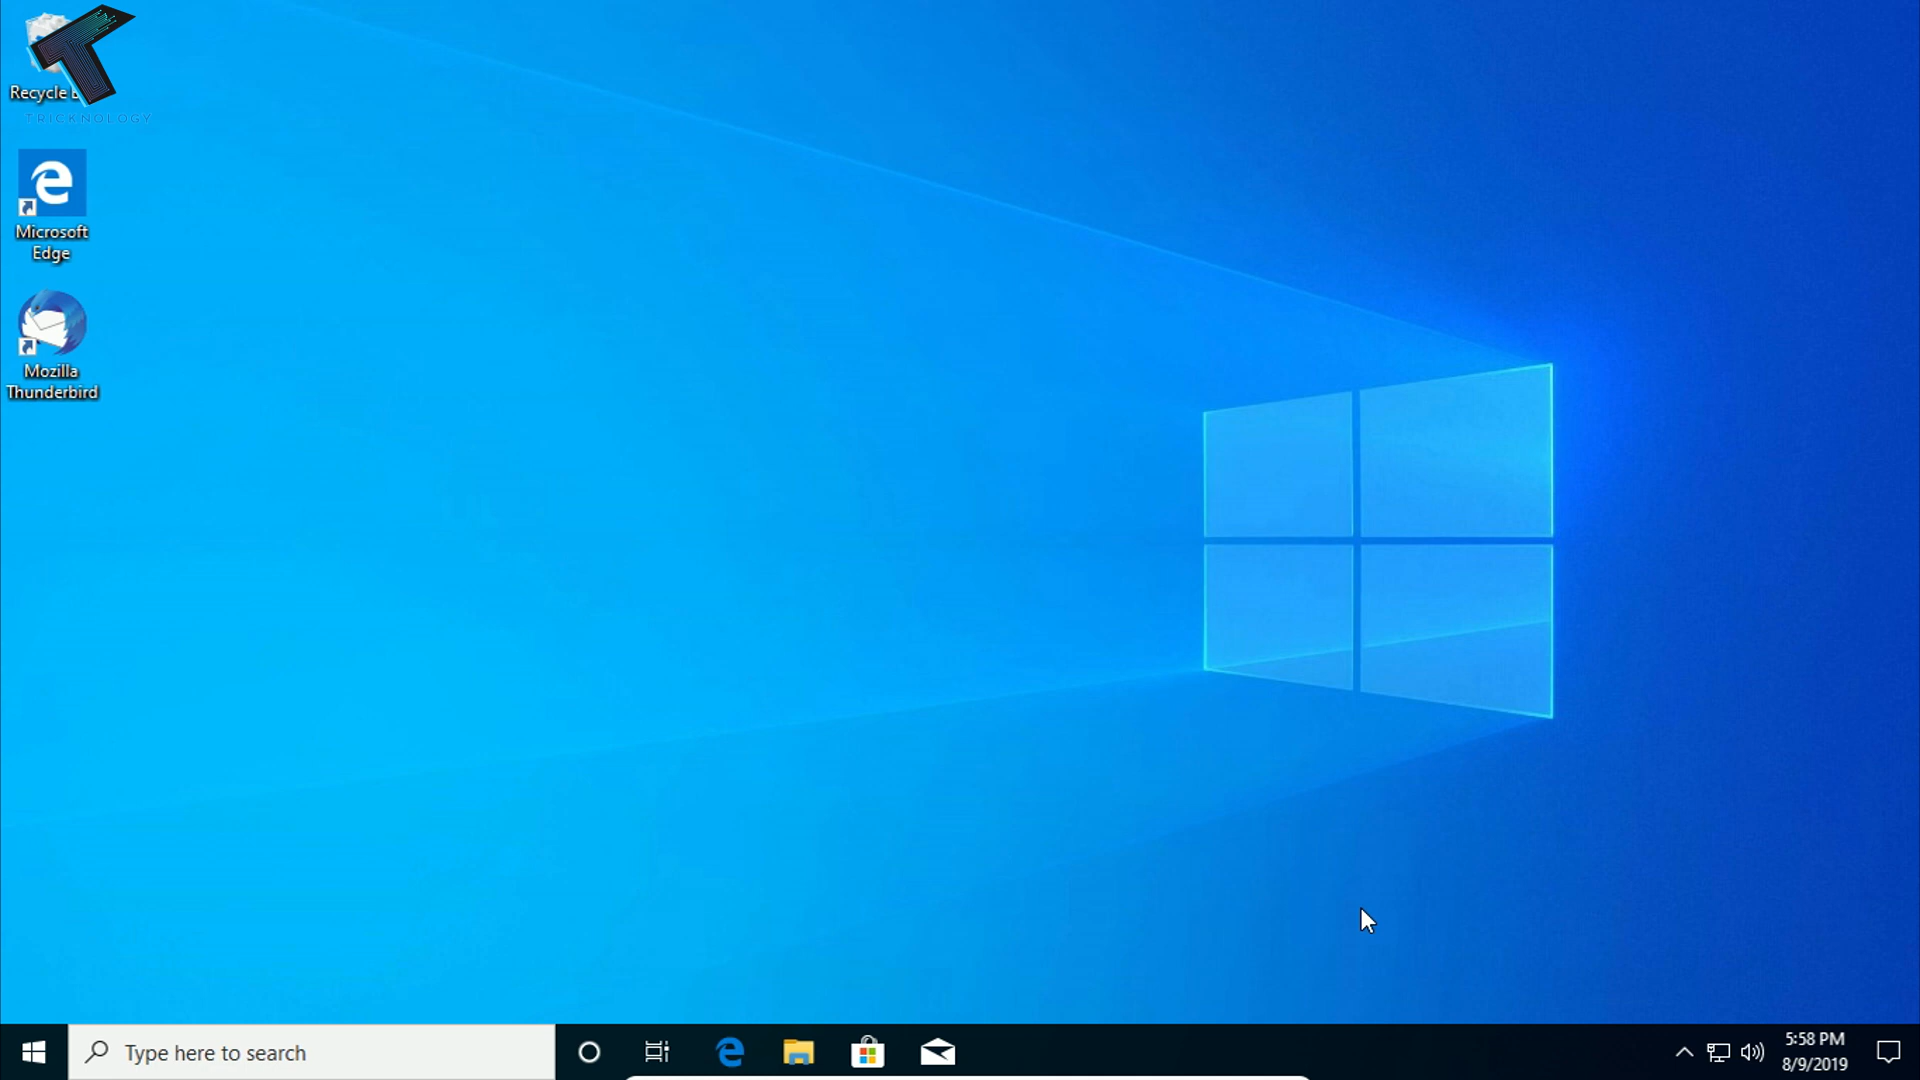 Recycle
TRICKNOLOGY
Microsoft
Edge
Mozilla
Thunderbird
Type here to search
5:58 PM
8/9/2019